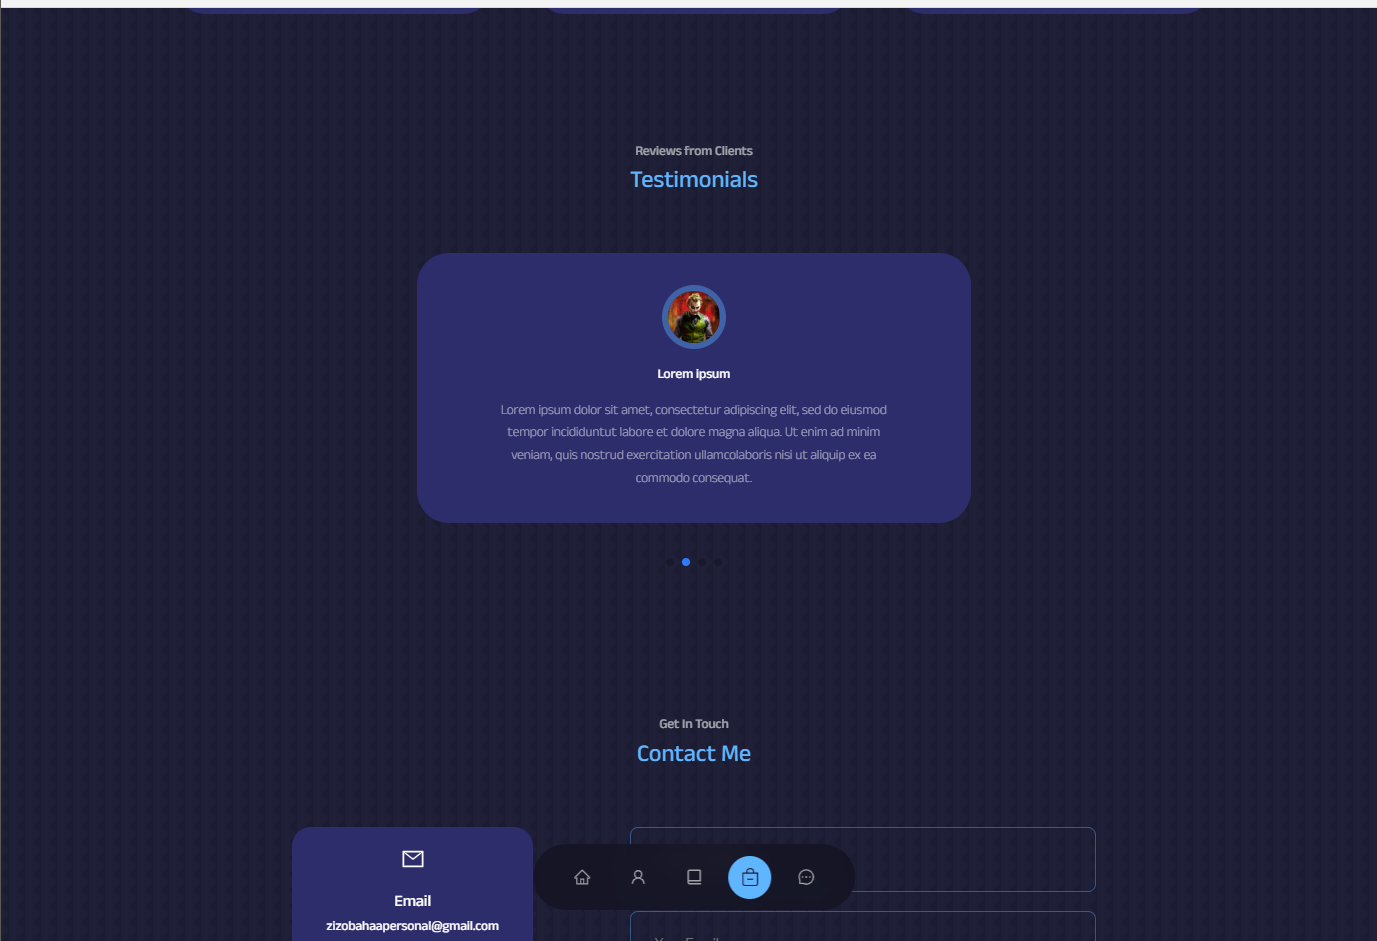 Reviews from Clients
Testimonials
Lorem ipsum
Lorem ipsum dolor sit amet, consectetur adipiscing elit, sed do eiusmod
tempor incididuntut labore et dolore magna aliqua. Ut enim ad minim
veniam, quis nostrud exercitation ullamcolaboris nisi ut aliquip ex ea
commodo consequat.
Get In Touch
Contact Me
Email
zizobahaapersonal@gmail.com
Your Email